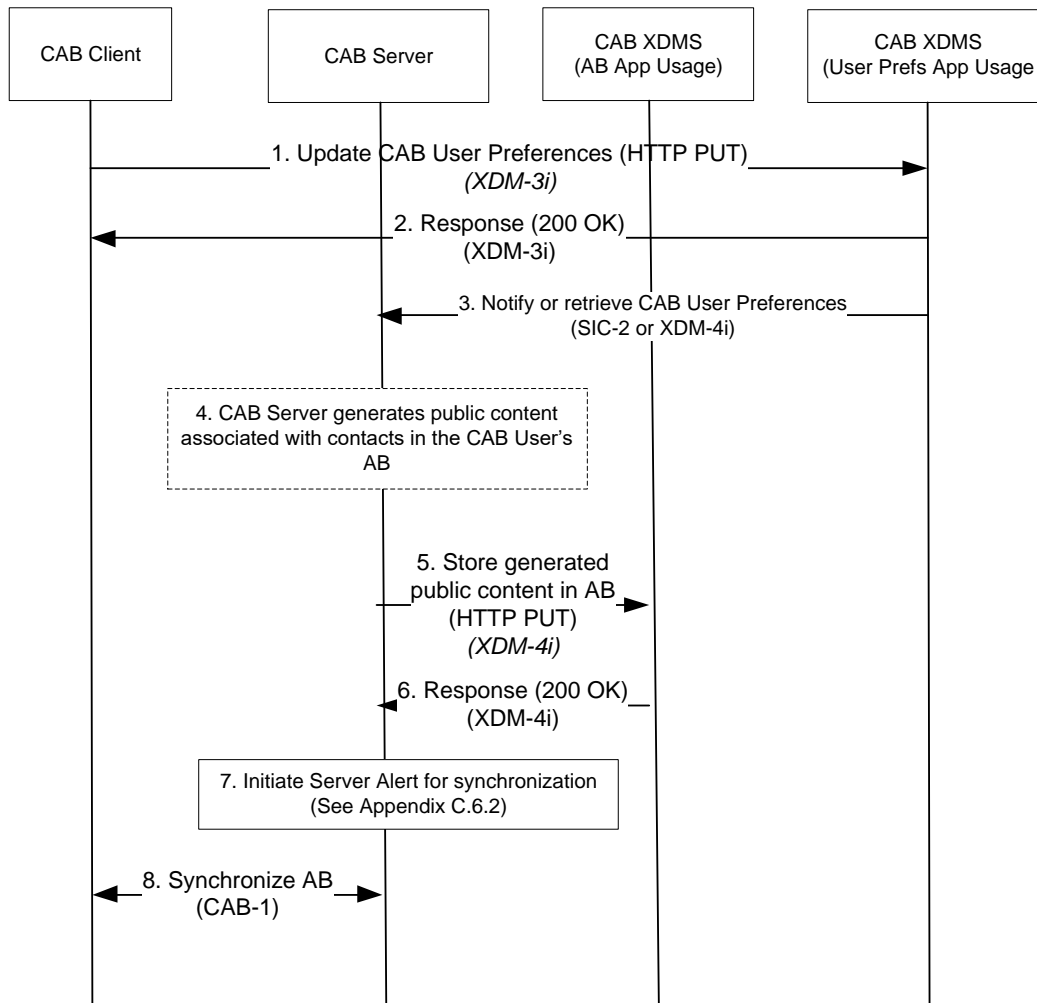 CAB Client
CAB Server
CAB XDMS
(AB App Usage)
CAB XDMS
(User Prefs App Usage
1. Update CAB User Preferences (HTTP PUT)
(XDM-3i)
2. Response (200 OK)
(XDM-3i)
3. Notify or retrieve CAB User Preferences
(SIC-2 or XDM-4i)
4. CAB Server generates public content
associated with contacts in the CAB User’s
AB
5. Store generated
public content in AB
(HTTP PUT)
(XDM-4i)
6. Response (200 OK)
(XDM-4i)
7. Initiate Server Alert for synchronization
(See Appendix C.6.2)
8. Synchronize AB
(CAB-1)